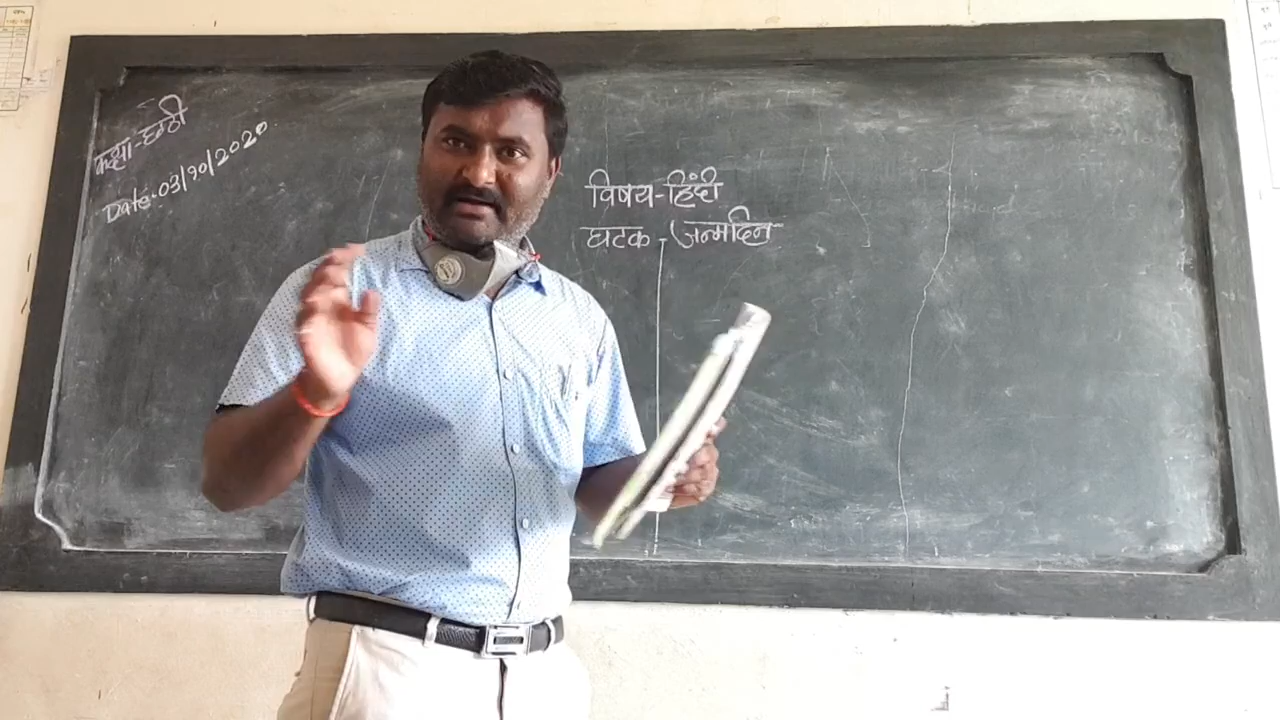 कक्षा-छठी
Date:03/10/2020
विषय-हिंदी
घटक-जन्मदिन